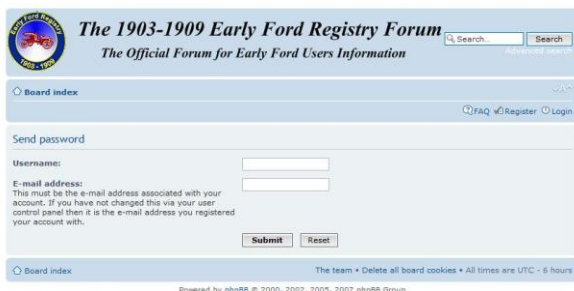 Early Ford Registry
1903 - 1909
The 1903-1909 Early Ford Registry Forum
The Official Forum for Early Ford Users Information
Search...
Search
Advanced search
Board index
FAQ Register Login
Send password
Username:
E-mail address:
This must be the e-mail address associated with your
account. If you have not changed this via your user
control panel then it is the e-mail address you registered
your account with.
Submit Reset
Board index
The team • Delete all board cookies • All times are UTC - 6 hours
Powered by phpBB © 2000, 2002, 2005, 2007 phpBB Group